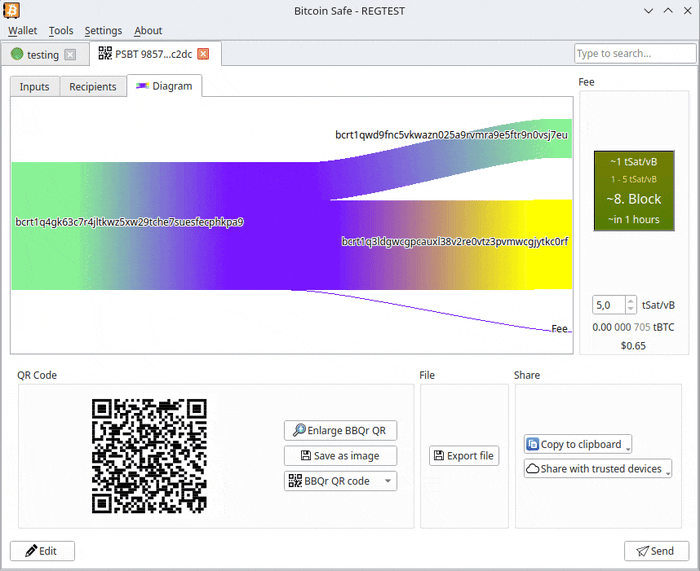 Bitcoin Safe - REGTEST
Wallet Tools Settings About
testing
PSBT 9857...c2dc
Type to search...
Inputs Recipients Diagram
Fee
bcrt1qwd9fnc5vkwazn025a9rvmra9e5ftr9n0vsj7eu
bcrt1q4gk63c7r4jltkwz5xw29tche7suesfecphkpa9
bcrt1q3ldgwcgpcauxl38v2re0vtz3pvmwcgjytkc0rf
Fee
~1 tSat/vB
1 - 5 tSat/vB
~8. Block
~in 1 hours
5,0 tSat/vB
0.00 000 705 tBTC
$0.65
QR Code
File
Share
Enlarge BBQr QR
Save as image
BBQr QR code
Export file
Copy to clipboard
Share with trusted devices
Edit
Send